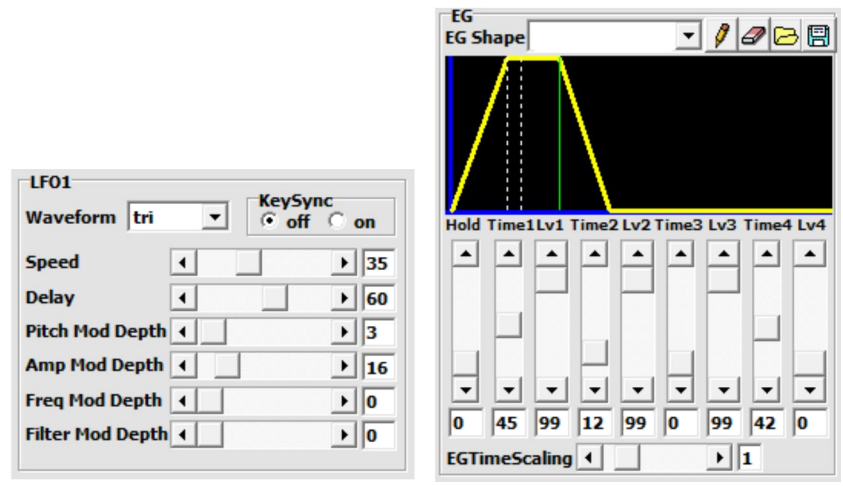 LFO1
Waveform tri
KeySync
off on
Speed 35
Delay 60
Pitch Mod Depth 3
Amp Mod Depth 16
Freq Mod Depth 0
Filter Mod Depth 0
EG
EG Shape
Hold Time1 Lv1 Time2 Lv2 Time3 Lv3 Time4 Lv4
0 45 99 12 99 0 99 42 0
EGTimeScaling 1